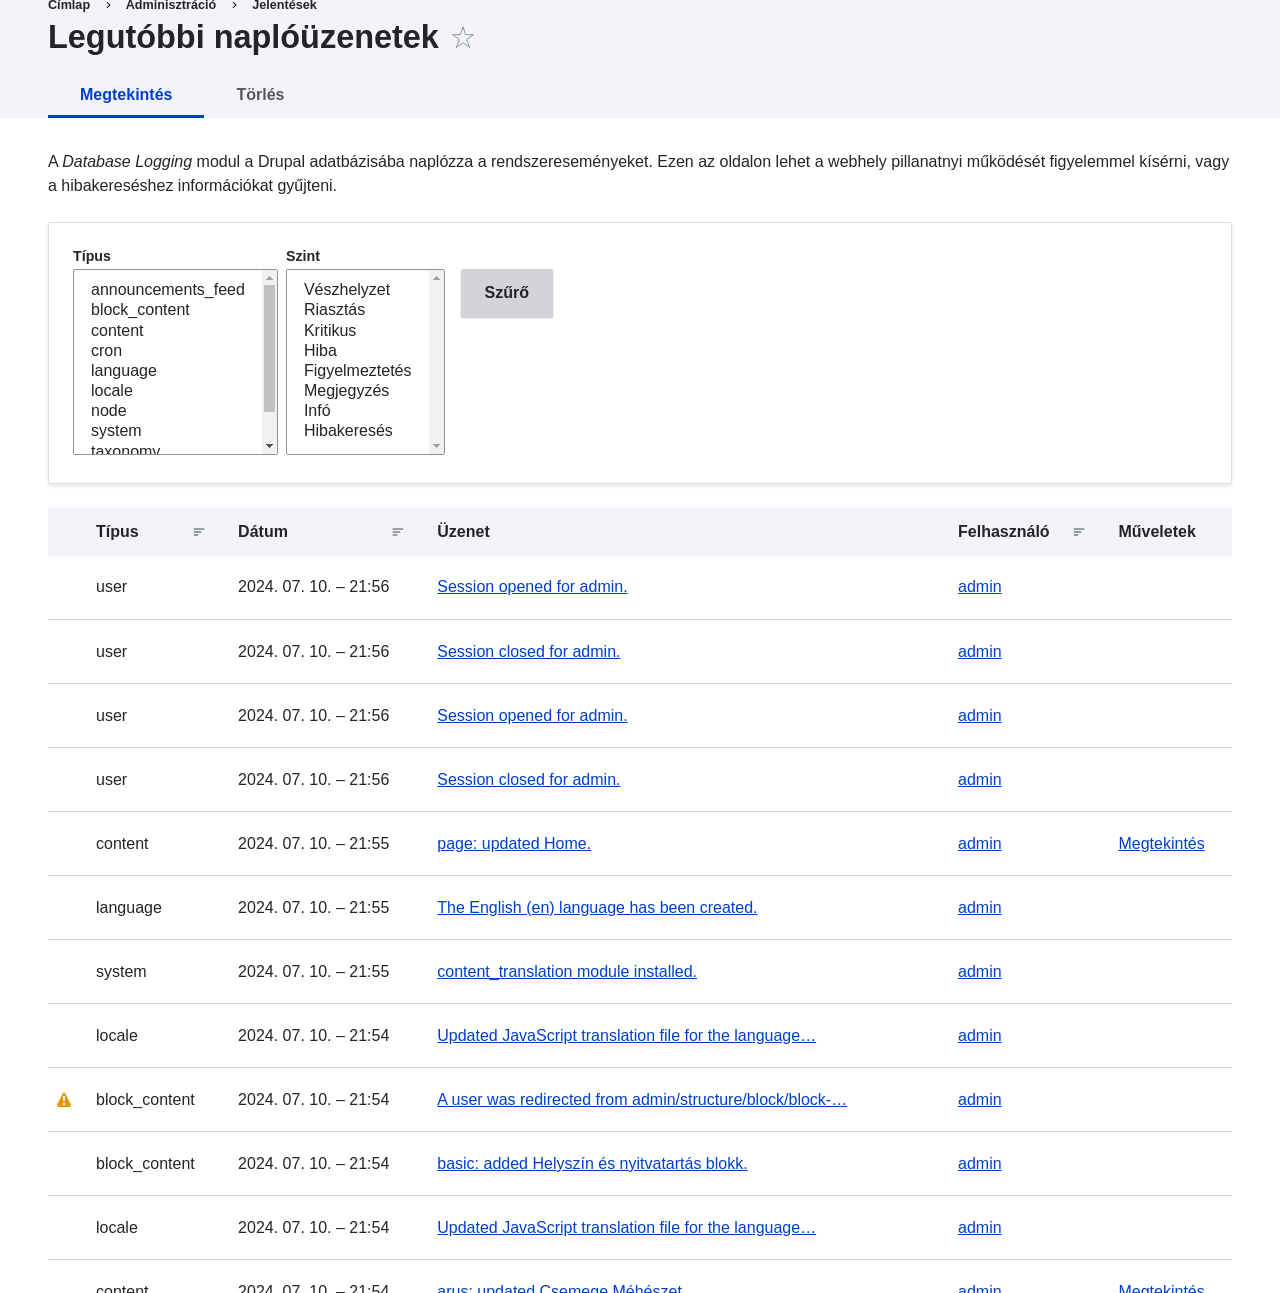 Címlap > Adminisztráció > Jelentések
Legutóbbi naplóüzenetek
Megtekintés Törlés
A Database Logging modul a Drupal adatbázisába naplózza a rendszereseményeket. Ezen az oldalon lehet a webhely pillanatnyi működését figyelemmel kísérni, vagy
a hibakereséshez információkat gyűjteni.
Típus
announcements_feed
block_content
content
cron
language
locale
node
system
taxonomy
Szint
Vészhelyzet
Riasztás
Kritikus
Hiba
Figyelmeztetés
Megjegyzés
Infó
Hibakeresés
Szűrő
Típus Dátum Üzenet Felhasználó Műveletek
user 2024. 07. 10. – 21:56 Session opened for admin. admin
user 2024. 07. 10. – 21:56 Session closed for admin. admin
user 2024. 07. 10. – 21:56 Session opened for admin. admin
user 2024. 07. 10. – 21:56 Session closed for admin. admin
content 2024. 07. 10. – 21:55 page: updated Home. admin Megtekintés
language 2024. 07. 10. – 21:55 The English (en) language has been created. admin
system 2024. 07. 10. – 21:55 content_translation module installed. admin
locale 2024. 07. 10. – 21:54 Updated JavaScript translation file for the language… admin
block_content 2024. 07. 10. – 21:54 A user was redirected from admin/structure/block/block-… admin
block_content 2024. 07. 10. – 21:54 basic: added Helyszín és nyitvatartás blokk. admin
locale 2024. 07. 10. – 21:54 Updated JavaScript translation file for the language… admin
content 2024. 07. 10. – 21:54 arus: updated Csemege Méhészet. admin Megtekintés